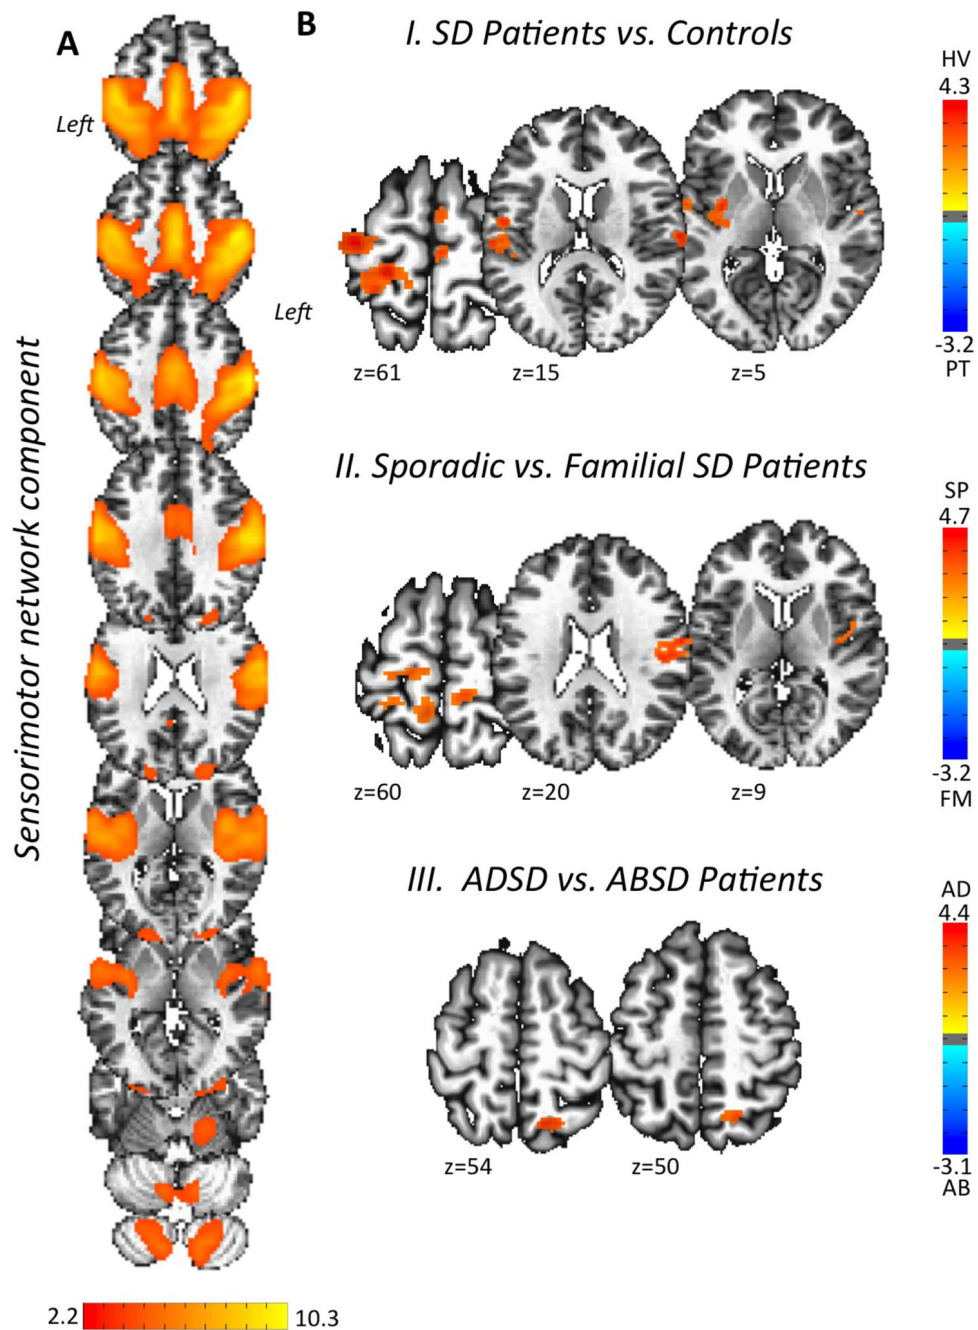 A
Left
Sensorimotor network component
2.2
10.3
B
I. SD Patients vs. Controls
HV
4.3
-3.2
PT
Left
z=61
z=15
z=5
II. Sporadic vs. Familial SD Patients
SP
4.7
-3.2
FM
z=60
z=20
z=9
III. ADSD vs. ABSD Patients
AD
4.4
-3.1
AB
z=54
z=50